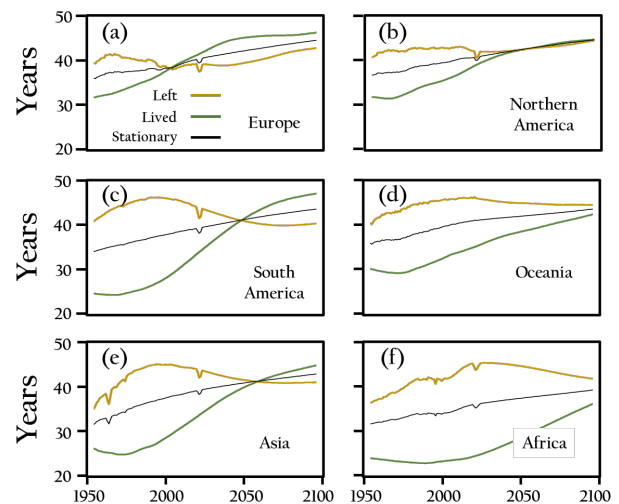 50
40
30
20
Years
(a)
Left
Lived
Stationary
Europe
(b)
Northern
America
50
40
30
20
Years
(c)
South
America
(d)
Oceania
50
40
30
20
Years
(e)
Asia
(f)
Africa
1950
2000
2050
2100
1950
2000
2050
2100